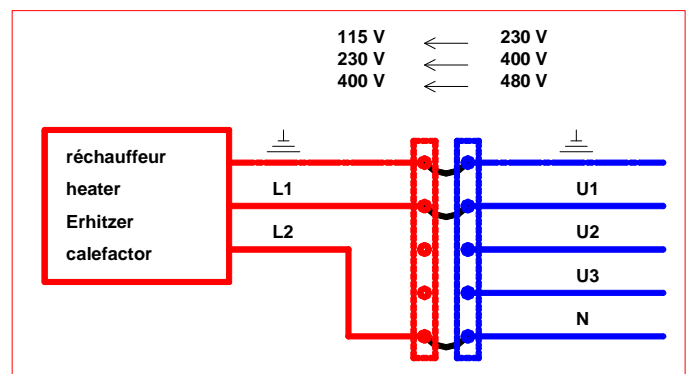 115 V 230 V
230 V 400 V
400 V 480 V
réchauffeur
heater
L1 U1
Erhitzer
L2 U2
calefactor
U3
N